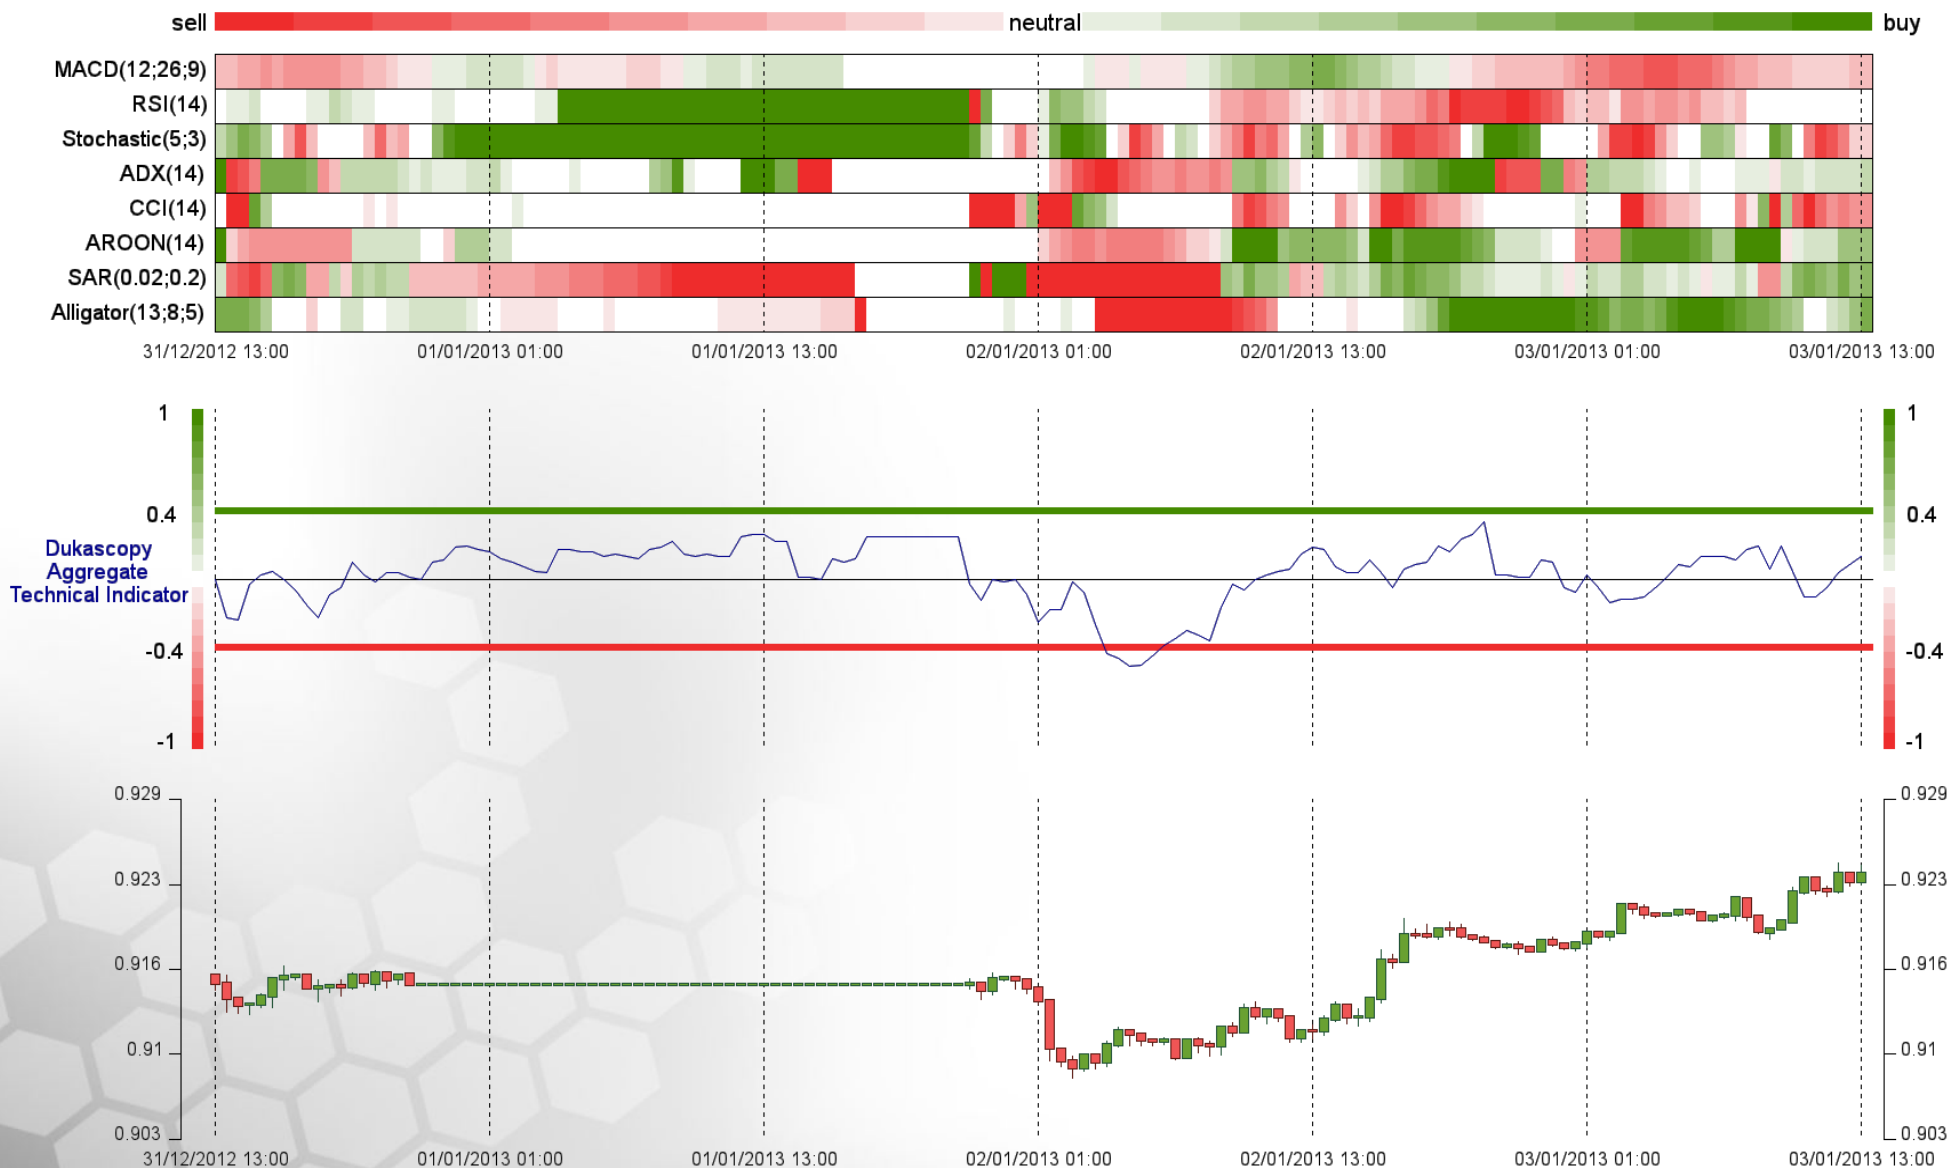 sell neutral buy
MACD(12;26;9)
RSI(14)
Stochastic(5;3)
ADX(14)
CCI(14)
AROON(14)
SAR(0.02;0.2)
Alligator(13;8;5)
31/12/2012 13:00 01/01/2013 01:00 01/01/2013 13:00 02/01/2013 01:00 02/01/2013 13:00 03/01/2013 01:00 03/01/2013 13:00
1 1
0.4 0.4
Dukascopy
Aggregate
Technical Indicator
-0.4 -0.4
-1 -1
0.929 0.929
0.923 0.923
0.916 0.916
0.91 0.91
0.903 0.903
31/12/2012 13:00 01/01/2013 01:00 01/01/2013 13:00 02/01/2013 01:00 02/01/2013 13:00 03/01/2013 01:00 03/01/2013 13:00